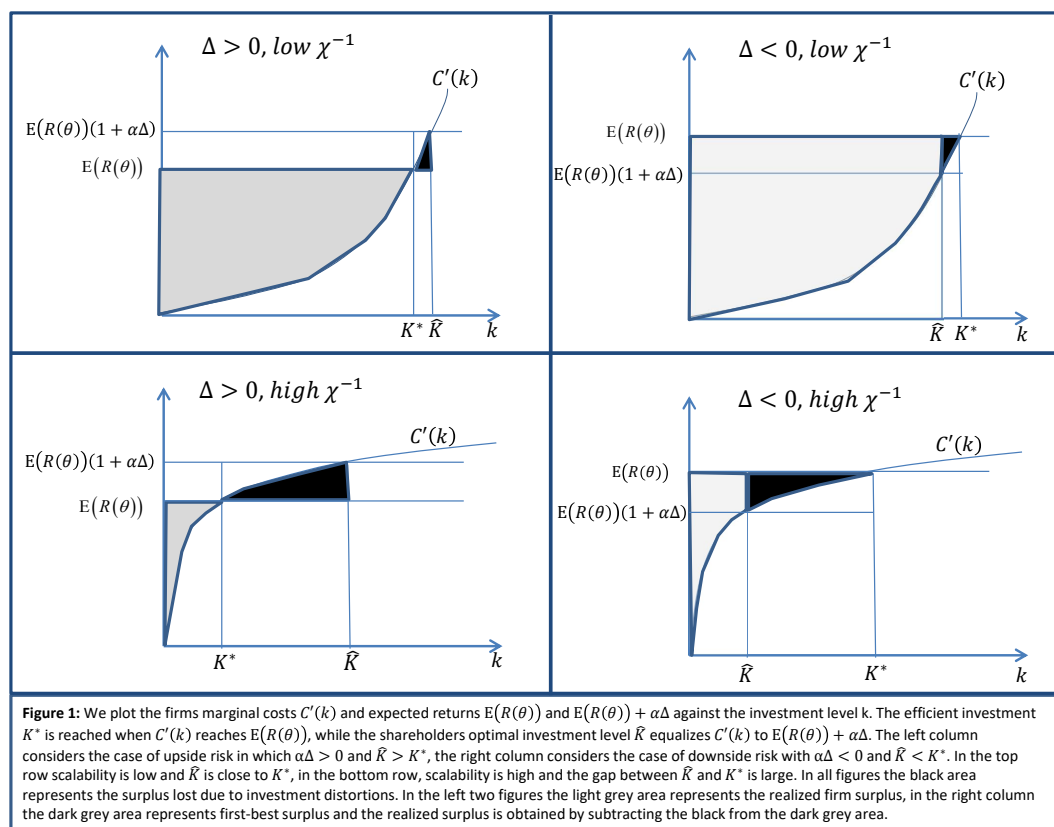 Δ > 0, low χ⁻¹
C′(k)
E(R(θ))(1 + αΔ)
E(R(θ))
K* K̂ k
Δ < 0, low χ⁻¹
C′(k)
E(R(θ))
E(R(θ))(1 + αΔ)
K̂ K* k
Δ > 0, high χ⁻¹
C′(k)
E(R(θ))(1 + αΔ)
E(R(θ))
K* K̂ k
Δ < 0, high χ⁻¹
C′(k)
E(R(θ))
E(R(θ))(1 + αΔ)
K̂ K* k
Figure 1: We plot the firms marginal costs C′(k) and expected returns E(R(θ)) and E(R(θ)) + αΔ against the investment level k. The efficient investment
K* is reached when C′(k) reaches E(R(θ)), while the shareholders optimal investment level K̂ equalizes C′(k) to E(R(θ)) + αΔ. The left column
considers the case of upside risk in which αΔ > 0 and K̂ > K*, the right column considers the case of downside risk with αΔ < 0 and K̂ < K*. In the top
row scalability is low and K̂ is close to K*, in the bottom row, scalability is high and the gap between K̂ and K* is large. In all figures the black area
represents the surplus lost due to investment distortions. In the left two figures the light grey area represents the realized firm surplus, in the right column
the dark grey area represents first-best surplus and the realized surplus is obtained by subtracting the black from the dark grey area.